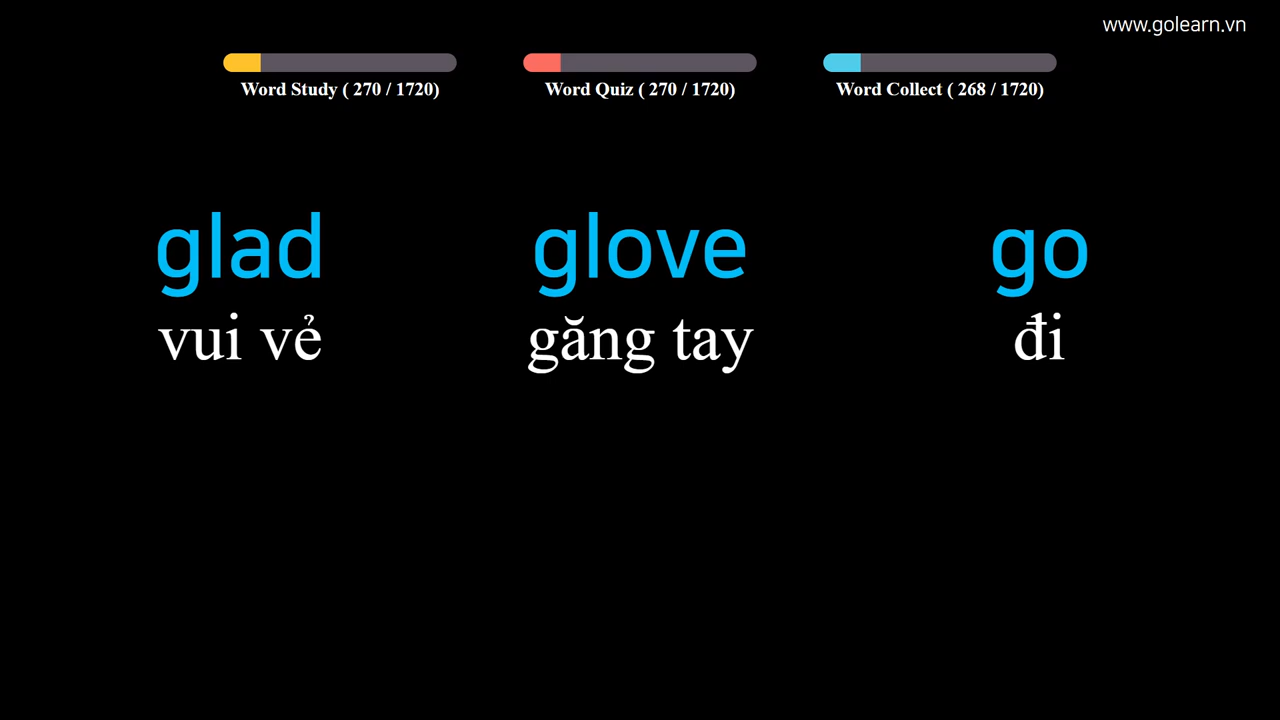 www.golearn.vn
Word Study ( 270 / 1720)
Word Quiz ( 270 / 1720)
Word Collect ( 268 / 1720)
glad
vui vẻ
glove
găng tay
go
đi